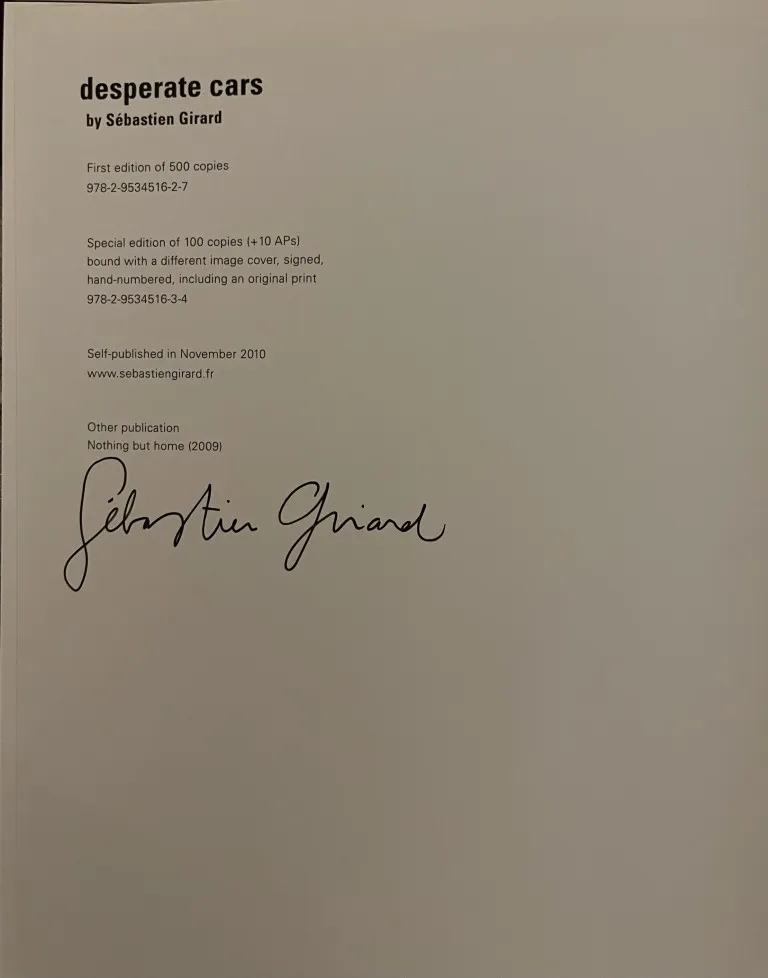 desperate cars
by Sébastien Girard
First edition of 500 copies
978-2-9534516-2-7
Special edition of 100 copies (+10 APs)
bound with a different image cover, signed,
hand-numbered, including an original print
978-2-9534516-3-4
Self-published in November 2010
www.sebastiengirard.fr
Other publication
Nothing but home (2009)
Sébastien Girard